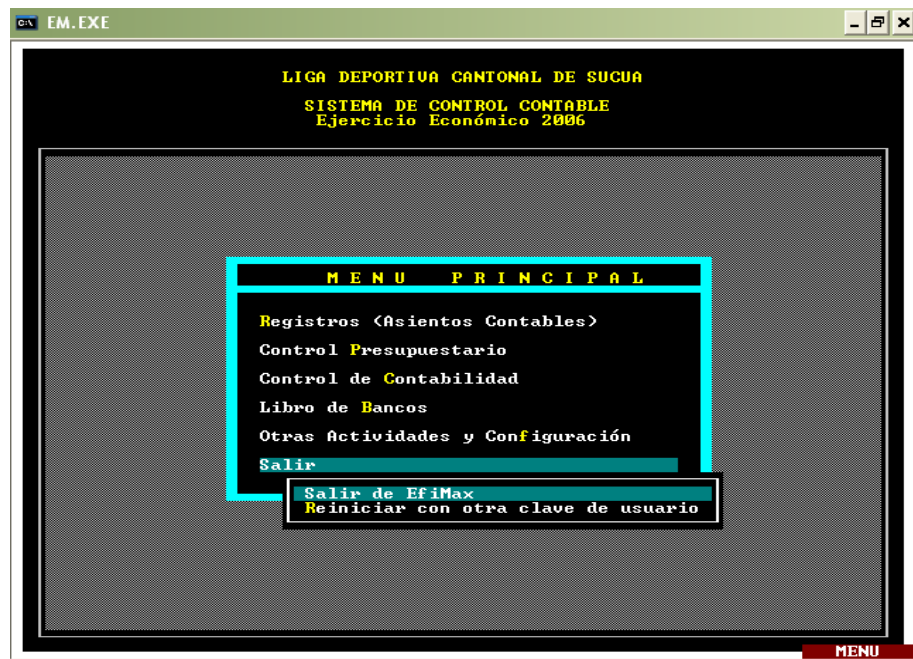 EM.EXE
LIGA DEPORTIVA CANTONAL DE SUCUA
SISTEMA DE CONTROL CONTABLE
Ejercicio Económico 2006
MENU PRINCIPAL
Registros (Asientos Contables)
Control Presupuestario
Control de Contabilidad
Libro de Bancos
Otras Actividades y Configuración
Salir
Salir de EfiMax
Reiniciar con otra clave de usuario
MENU